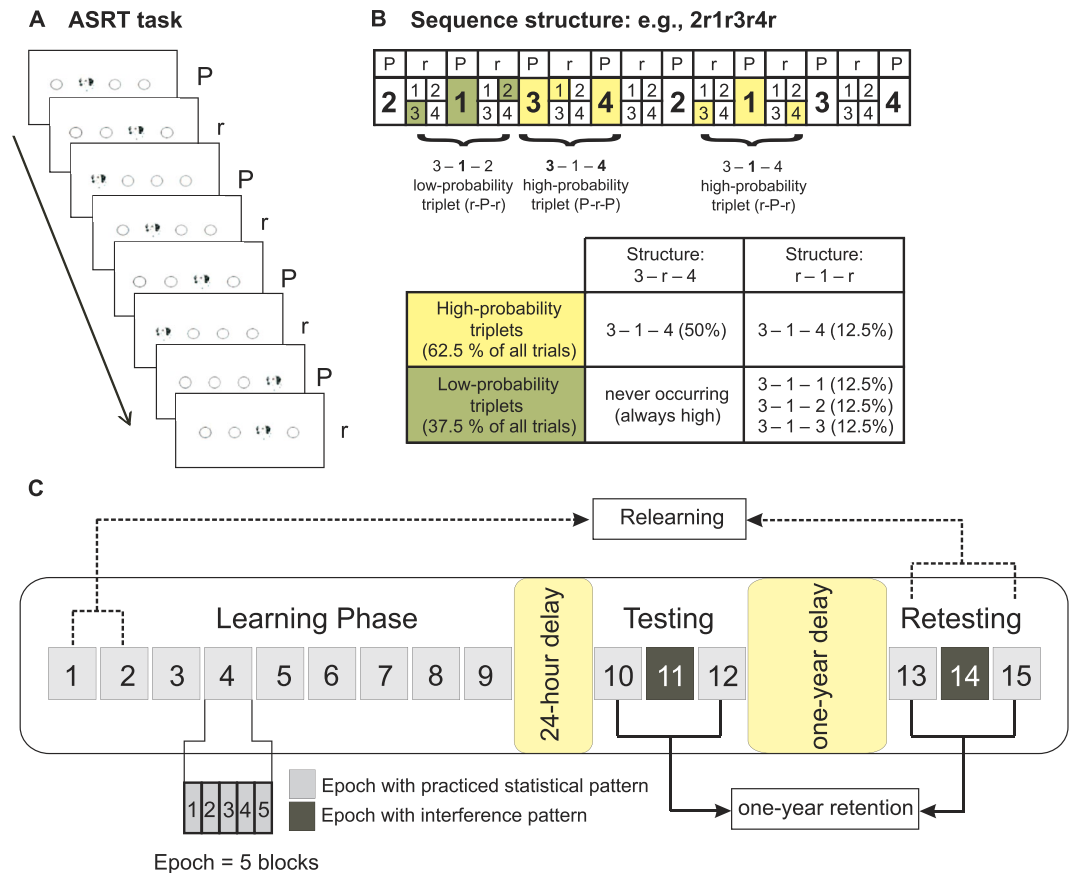 A ASRT task
P
r
P
r
P
r
P
r
B Sequence structure: e.g., 2r1r3r4r
P r P r P r P r P r P r P r P
2 1 2 3 4 1 1 2 3 4 3 1 2 3 4 4 1 2 3 4 2 1 2 3 4 1 1 2 3 4 3 1 2 3 4 4
3 – 1 – 2
low-probability
triplet (r-P-r)
3 – 1 – 4
high-probability
triplet (P-r-P)
3 – 1 – 4
high-probability
triplet (r-P-r)
Structure:
3 – r – 4
Structure:
r – 1 – r
High-probability
triplets
(62.5 % of all trials)
3 – 1 – 4 (50%)
3 – 1 – 4 (12.5%)
Low-probability
triplets
(37.5 % of all trials)
never occurring
(always high)
3 – 1 – 1 (12.5%)
3 – 1 – 2 (12.5%)
3 – 1 – 3 (12.5%)
C
Relearning
Learning Phase
24-hour delay
Testing
one-year delay
Retesting
1 2 3 4 5 6 7 8 9 10 11 12 13 14 15
1 2 3 4 5
Epoch = 5 blocks
Epoch with practiced statistical pattern
Epoch with interference pattern
one-year retention